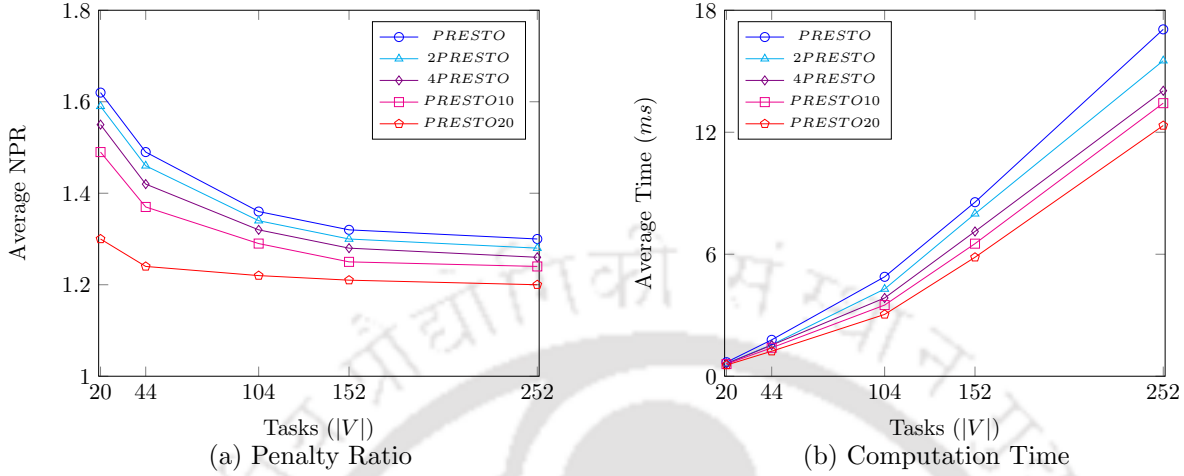 1.8
1.6
1.4
1.2
1
20 44 104 152 252
Average NPR
Tasks (|V|)
PRESTO
2PRESTO
4PRESTO
PRESTO10
PRESTO20
(a) Penalty Ratio
18
12
6
0
20 44 104 152 252
Average Time (ms)
Tasks (|V|)
PRESTO
2PRESTO
4PRESTO
PRESTO10
PRESTO20
(b) Computation Time